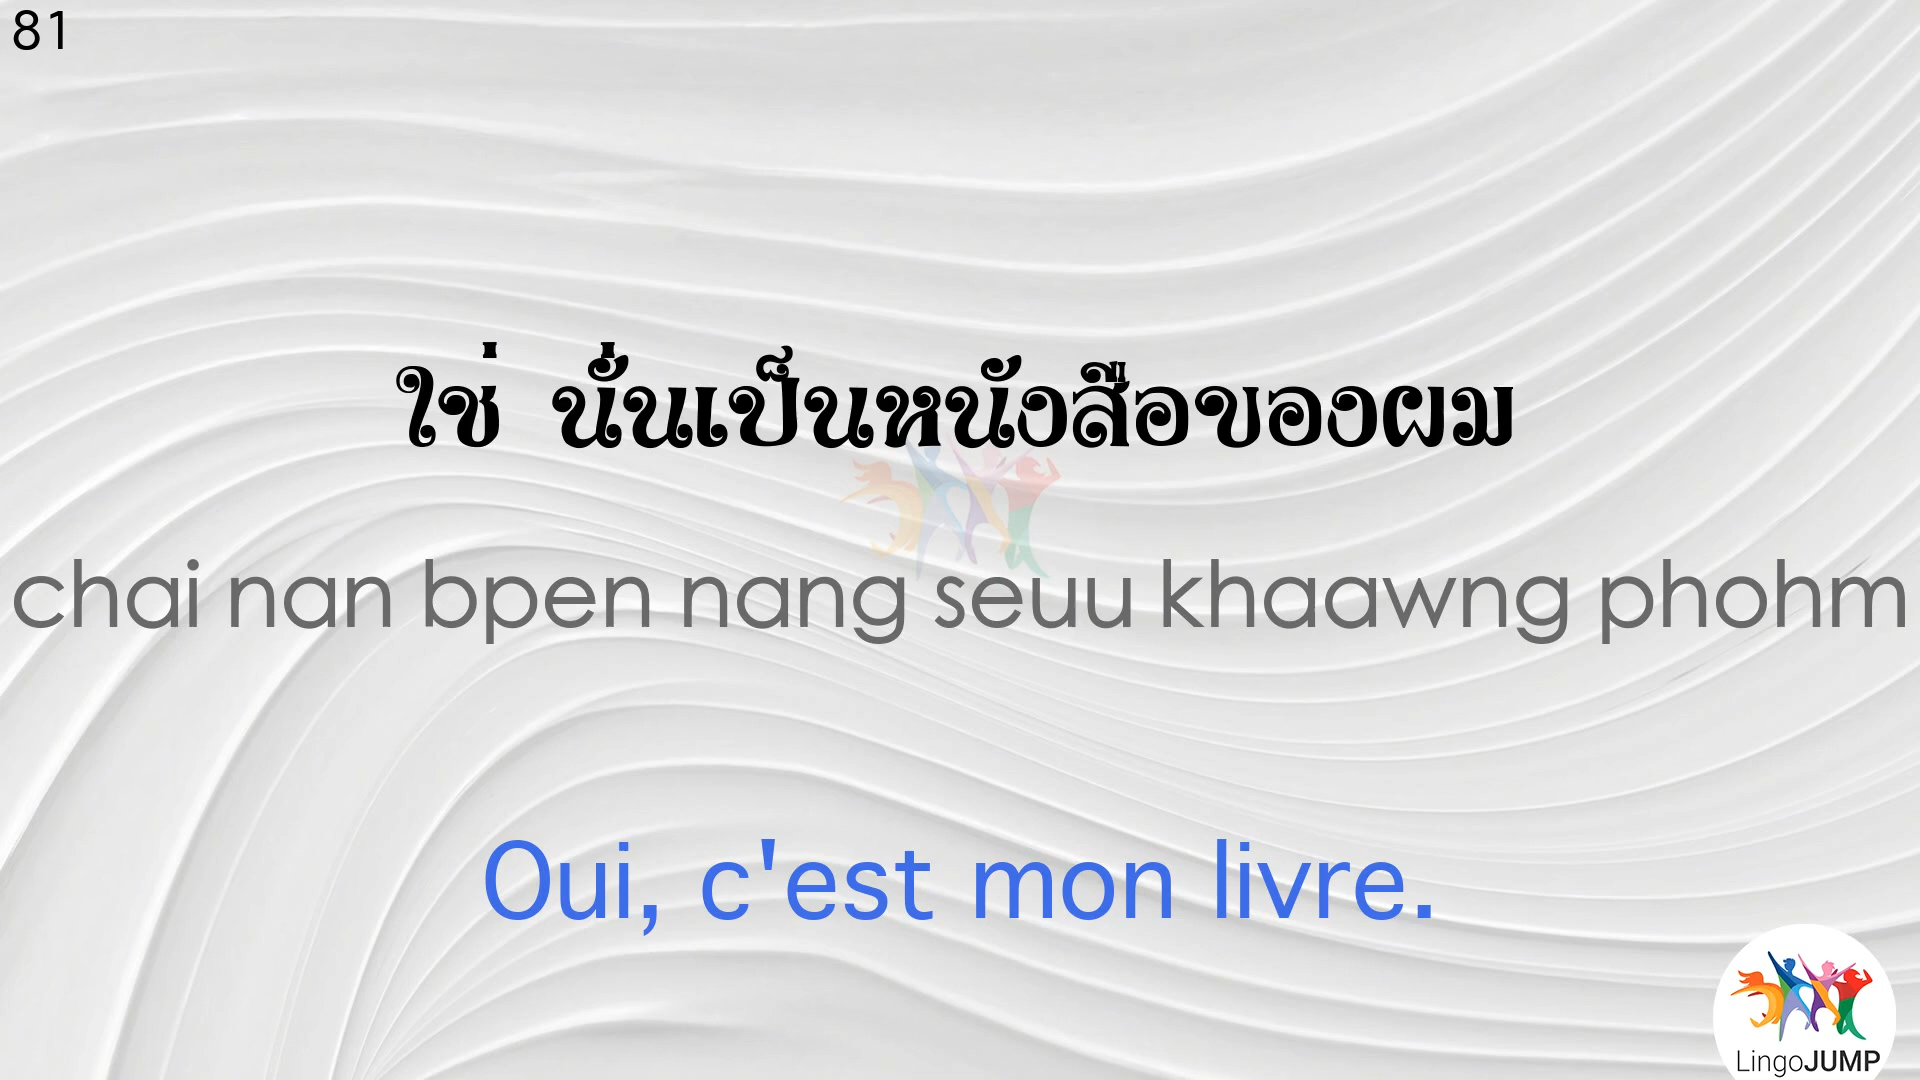 81
ใช่ นั่นเป็นหนังสือของผม
chai nan bpen nang seuu khaawng phohm
Oui, c'est mon livre.
LingoJUMP